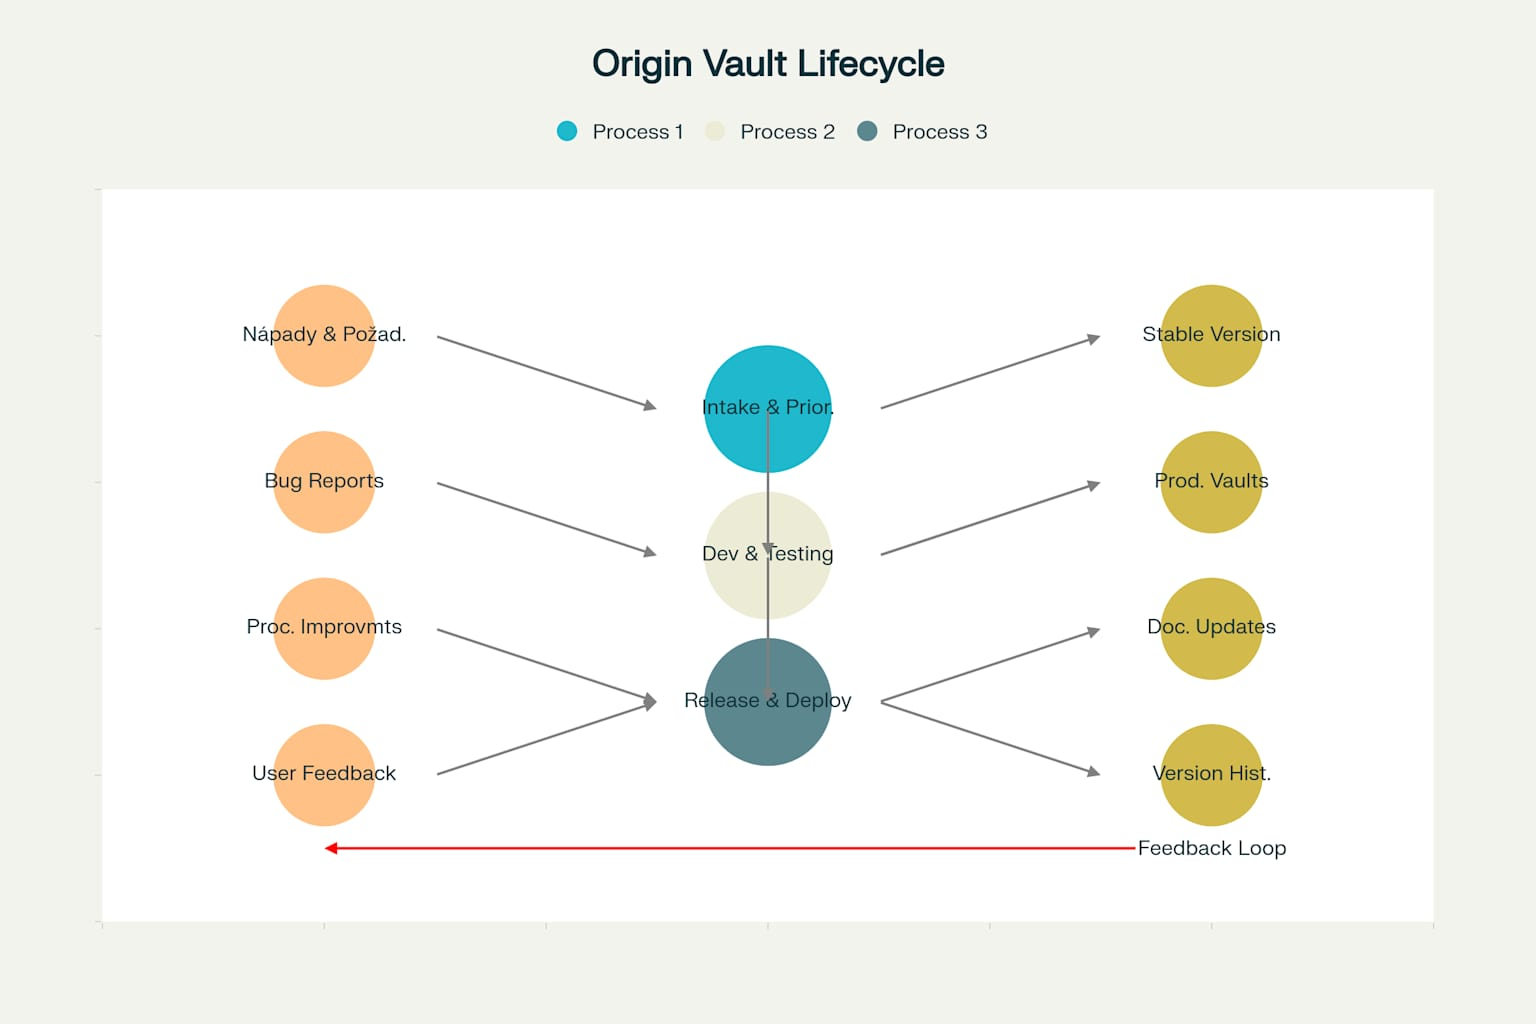 Origin Vault Lifecycle
Process 1
Process 2
Process 3
Nápady & Požad.
Bug Reports
Proc. Improvmts
User Feedback
Intake & Prior.
Dev & Testing
Release & Deploy
Stable Version
Prod. Vaults
Doc. Updates
Version Hist.
Feedback Loop